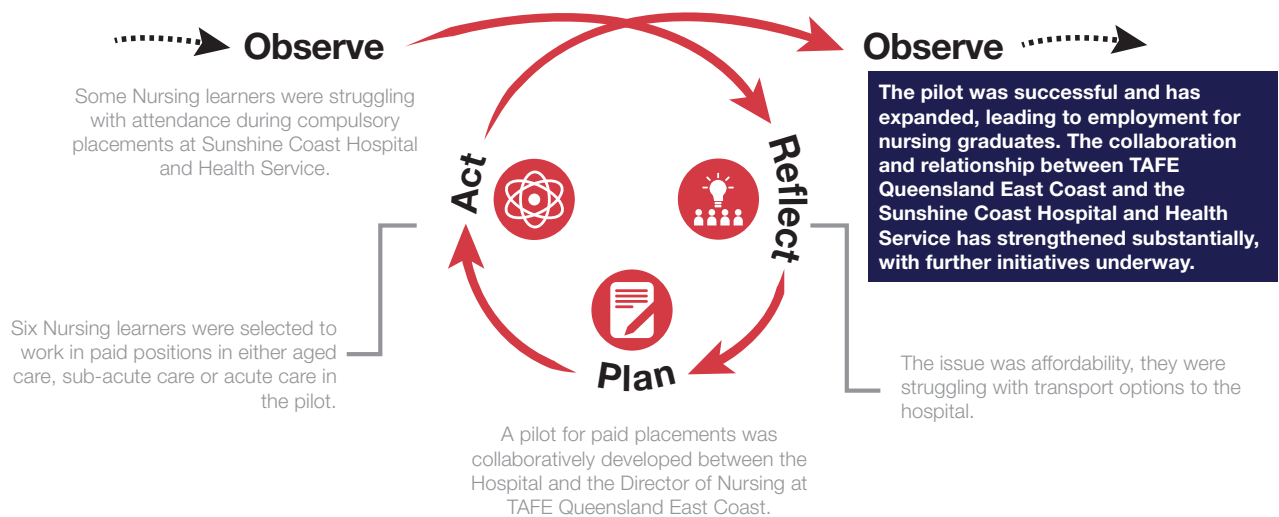 Observe
Some Nursing learners were struggling
with attendance during compulsory
placements at Sunshine Coast Hospital
and Health Service.
Reflect
The issue was affordability, they were
struggling with transport options to the
hospital.
Plan
A pilot for paid placements was
collaboratively developed between the
Hospital and the Director of Nursing at
TAFE Queensland East Coast.
Act
Six Nursing learners were selected to
work in paid positions in either aged
care, sub-acute care or acute care in
the pilot.
Observe
The pilot was successful and has
expanded, leading to employment for
nursing graduates. The collaboration
and relationship between TAFE
Queensland East Coast and the
Sunshine Coast Hospital and Health
Service has strengthened substantially,
with further initiatives underway.